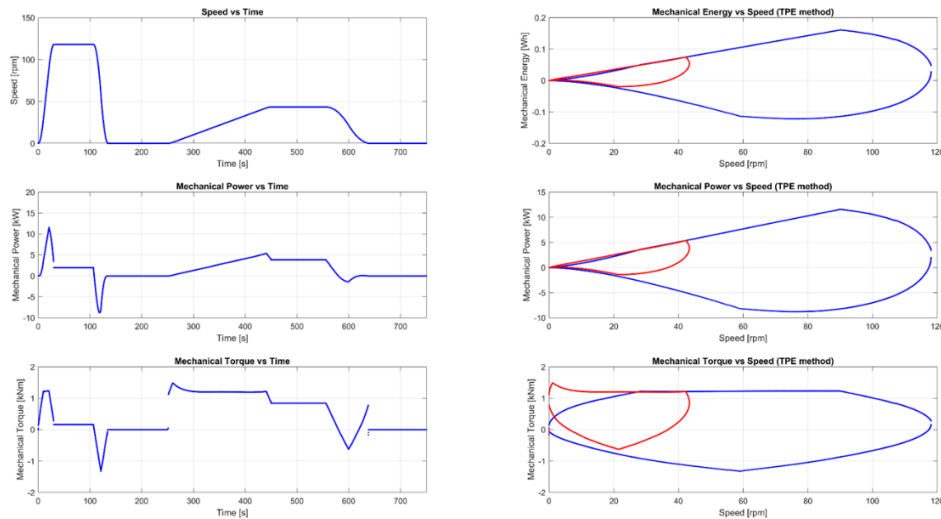 Speed vs Time
Speed [rpm]
150
100
50
0
0 100 200 300 400 500 600 700
Time [s]
Mechanical Energy vs Speed (TPE method)
Mechanical Energy [Wh]
0.2
0.1
0
-0.1
-0.2
0 20 40 60 80 100 120
Speed [rpm]
Mechanical Power vs Time
Mechanical Power [kW]
20
15
10
5
0
-5
-10
0 100 200 300 400 500 600 700
Time [s]
Mechanical Power vs Speed (TPE method)
Mechanical Power [kW]
15
10
5
0
-5
-10
0 20 40 60 80 100 120
Speed [rpm]
Mechanical Torque vs Time
Mechanical Torque [kNm]
2
1
0
-1
-2
0 100 200 300 400 500 600 700
Time [s]
Mechanical Torque vs Speed (TPE method)
Mechanical Torque [kNm]
2
1
0
-1
-2
0 20 40 60 80 100 120
Speed [rpm]